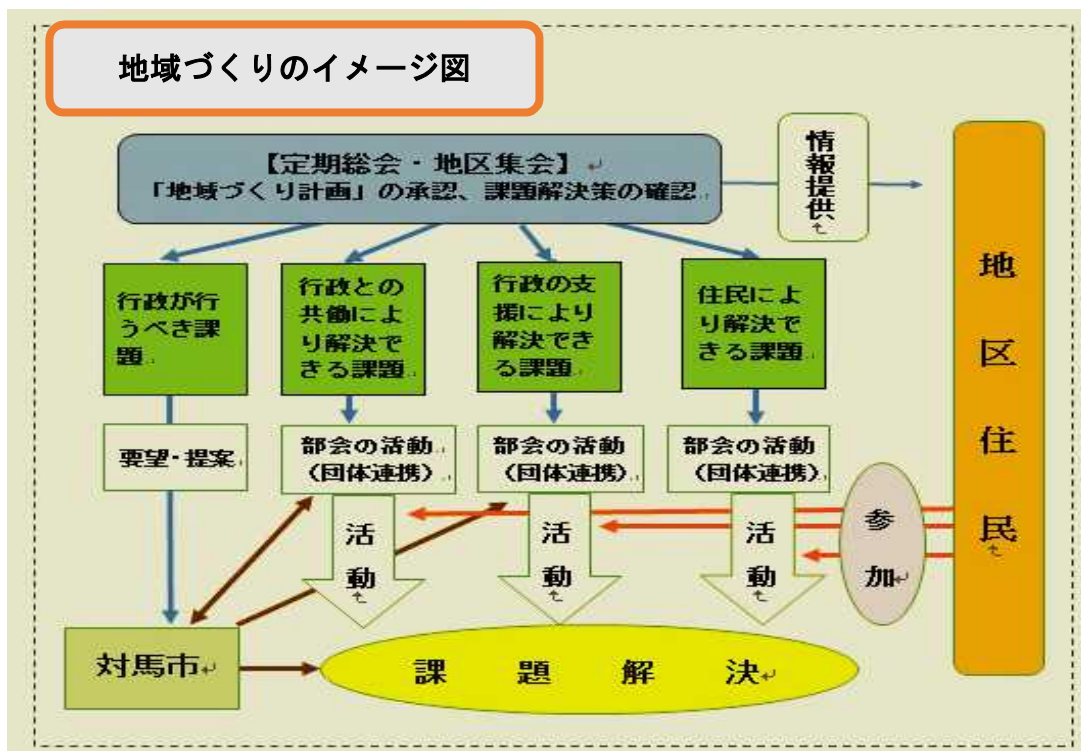 地域づくりのイメージ図
【定期総会・地区集会】
「地域づくり計画」の承認、課題解決策の確認
情報提供
地区住民
行政が行
うべき課
題
行政との
共働によ
り解決で
きる課題
行政の支
援により
解決でき
る課題
住民によ
り解決で
きる課題
要望・提案
部会の活動
(団体連携)
部会の活動
(団体連携)
部会の活動
(団体連携)
活動
活動
活動
参加
対馬市
課題解決